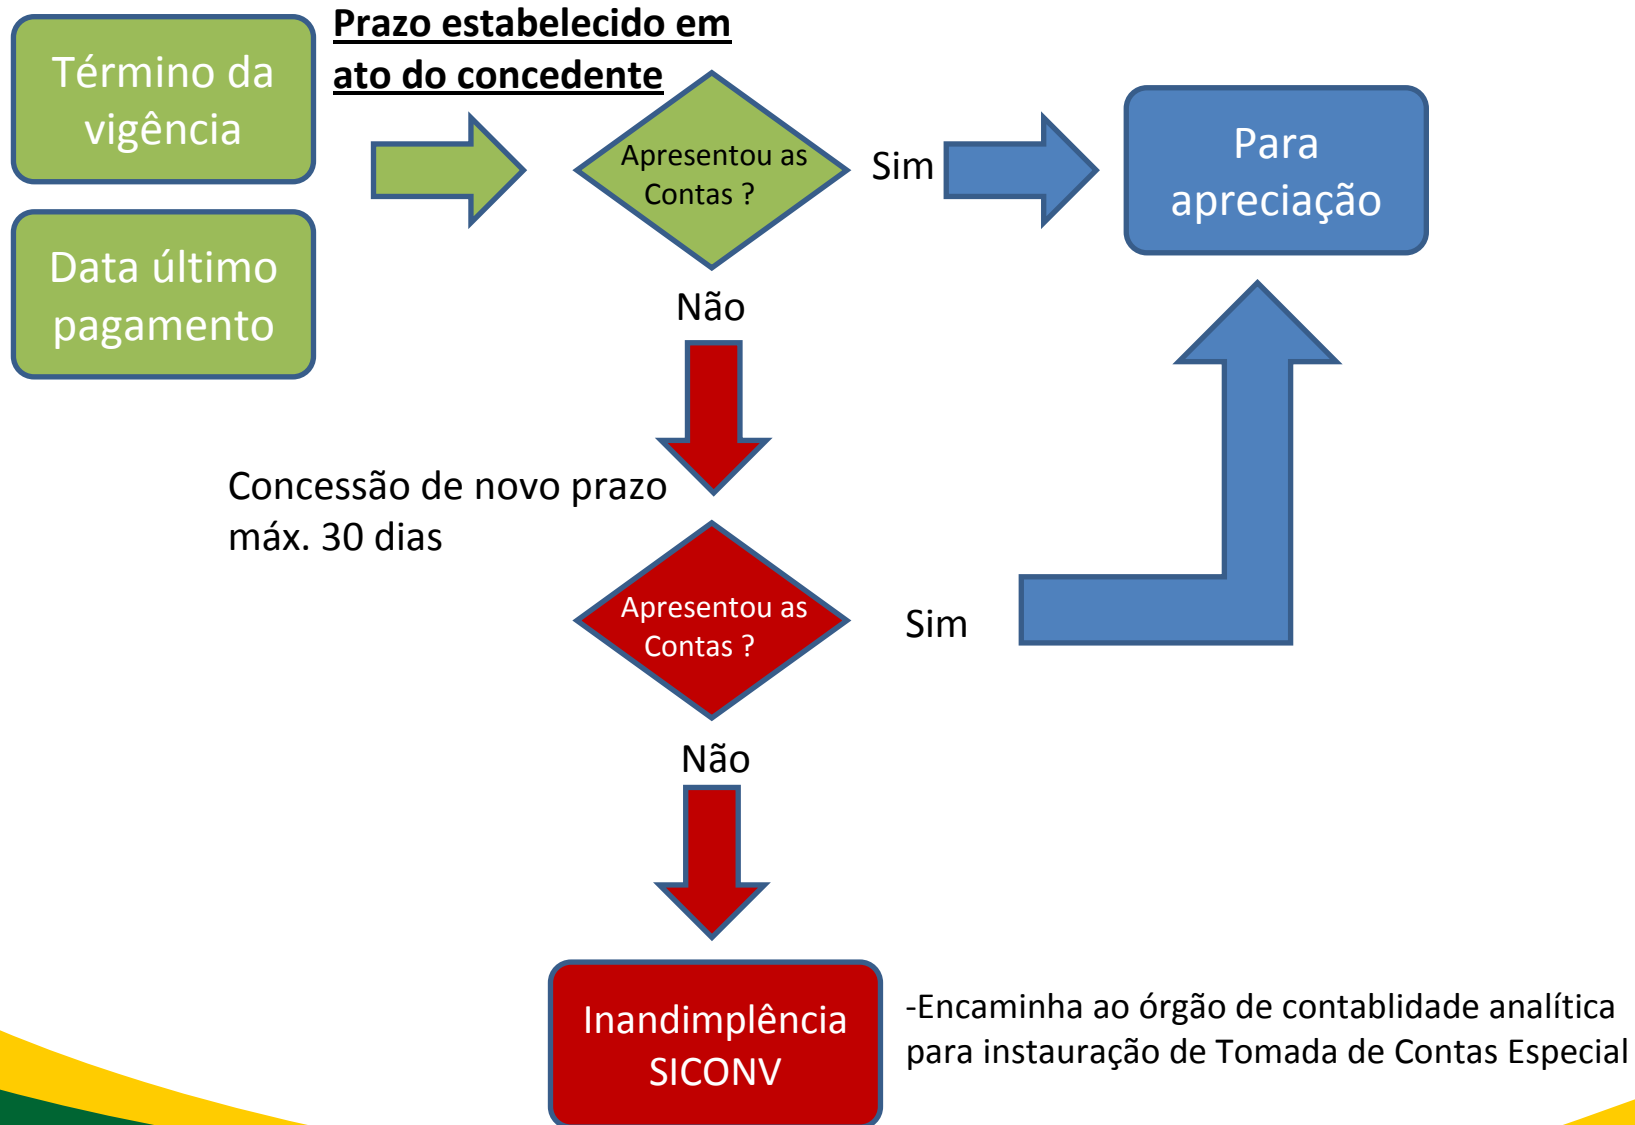 Término da
vigência
Prazo estabelecido em
ato do concedente
Apresentou as
Contas ?
Sim
Para
apreciação
Data último
pagamento
Não
Concessão de novo prazo
máx. 30 dias
Apresentou as
Contas ?
Sim
Não
Inandimplência
SICONV
-Encaminha ao órgão de contablidade analítica
para instauração de Tomada de Contas Especial